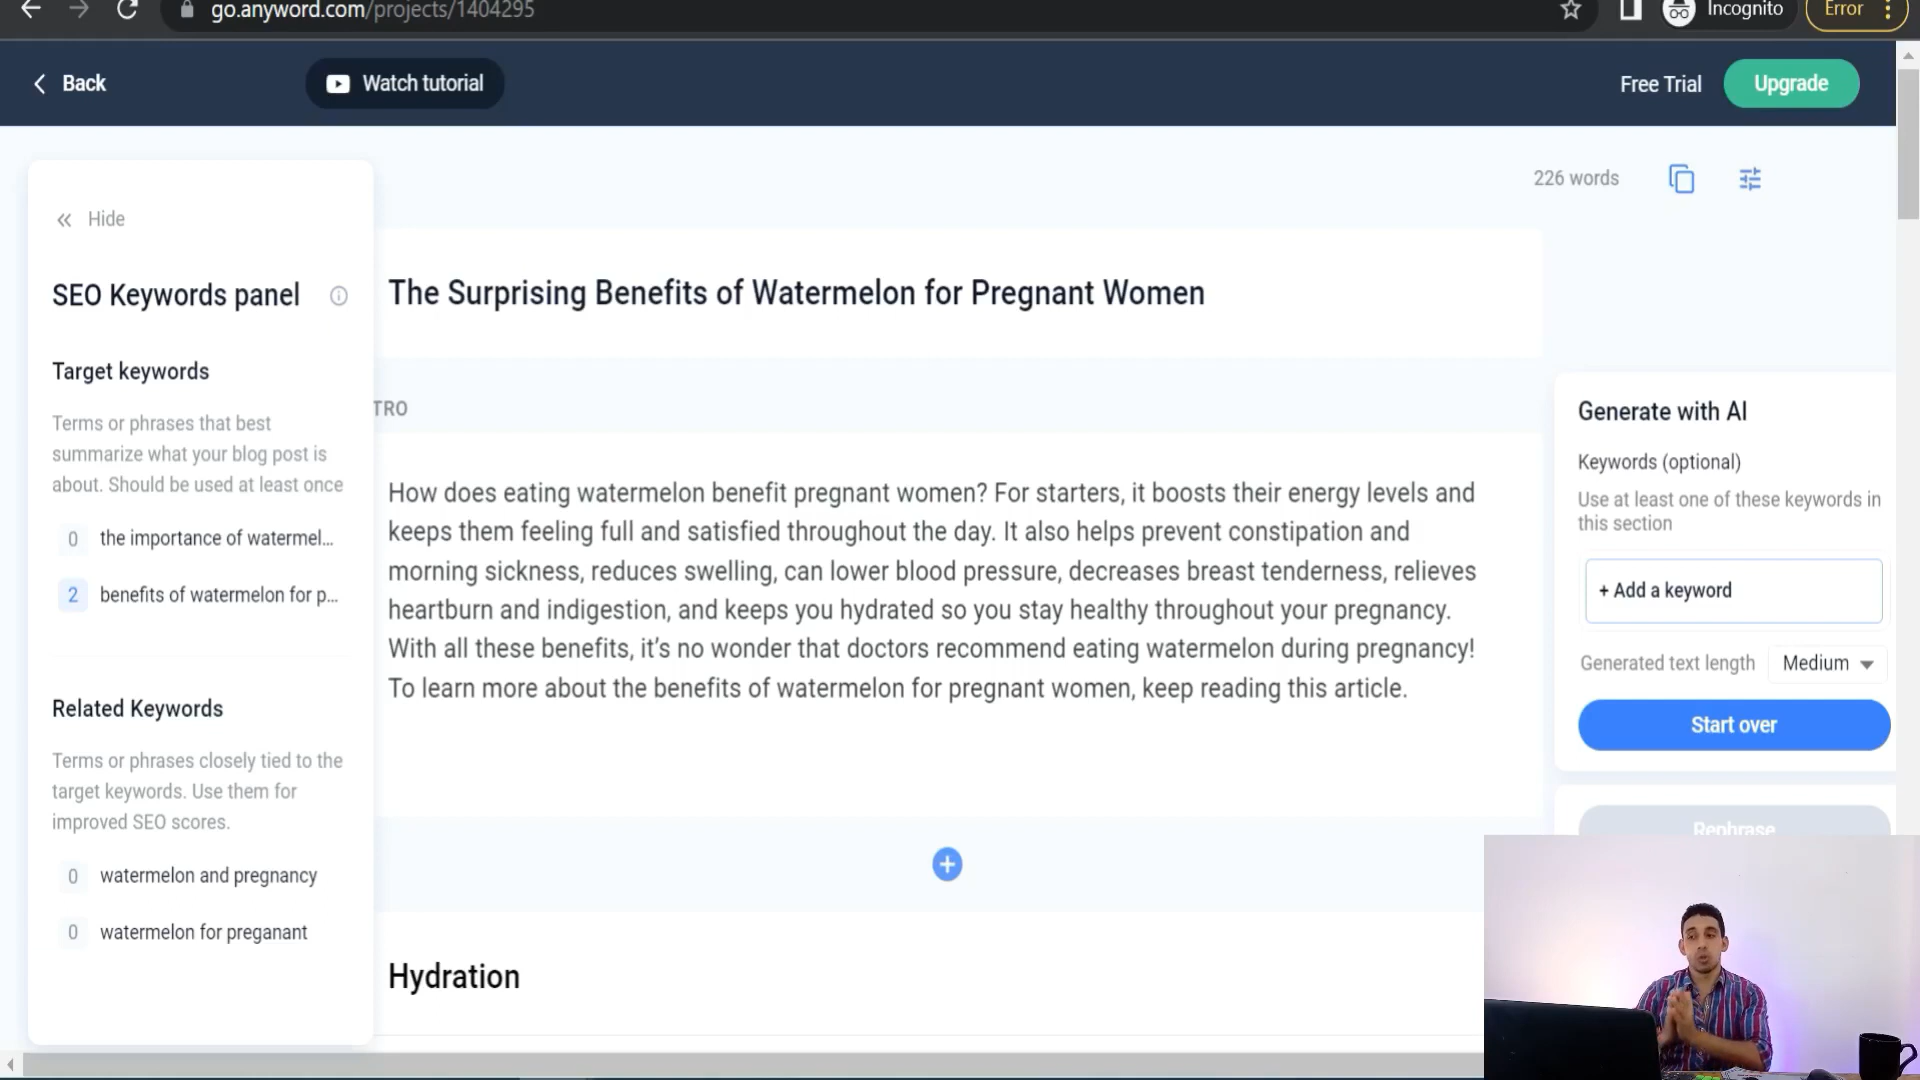 go.anyword.com/projects/1404295
Incognito
Error
Back
Watch tutorial
Free Trial
Upgrade
226 words
Hide
SEO Keywords panel
Target keywords
Terms or phrases that best
summarize what your blog post is
about. Should be used at least once
0 the importance of watermel...
2 benefits of watermelon for p...
Related Keywords
Terms or phrases closely tied to the
target keywords. Use them for
improved SEO scores.
0 watermelon and pregnancy
0 watermelon for preganant
The Surprising Benefits of Watermelon for Pregnant Women
TRO
How does eating watermelon benefit pregnant women? For starters, it boosts their energy levels and
keeps them feeling full and satisfied throughout the day. It also helps prevent constipation and
morning sickness, reduces swelling, can lower blood pressure, decreases breast tenderness, relieves
heartburn and indigestion, and keeps you hydrated so you stay healthy throughout your pregnancy.
With all these benefits, it’s no wonder that doctors recommend eating watermelon during pregnancy!
To learn more about the benefits of watermelon for pregnant women, keep reading this article.
Hydration
Generate with AI
Keywords (optional)
Use at least one of these keywords in
this section
+ Add a keyword
Generated text length Medium
Start over
Rephrase